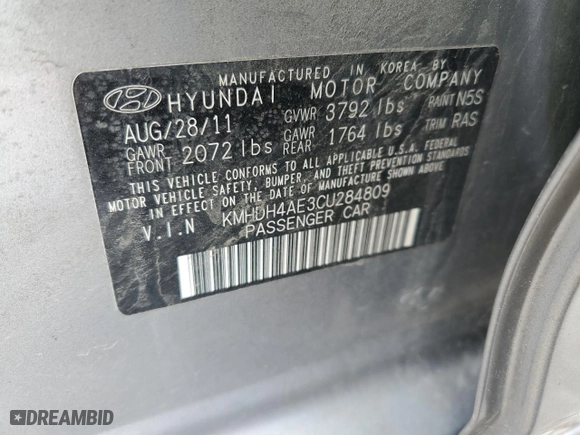 MANUFACTURED IN KOREA BY
HYUNDAI MOTOR COMPANY
AUG/28/11 GVWR 3792 lbs PAINT N5S
GAWR FRONT 2072 lbs GAWR REAR 1764 lbs TRIM RAS
THIS VEHICLE CONFORMS TO ALL APPLICABLE U.S.A. FEDERAL
MOTOR VEHICLE SAFETY, BUMPER, AND THEFT PREVENTION STANDARDS
IN EFFECT ON THE DATE OF MANUFACTURE SHOWN ABOVE.
V.I.N KMHDH4AE3CU284809
PASSENGER CAR
DREAMBID